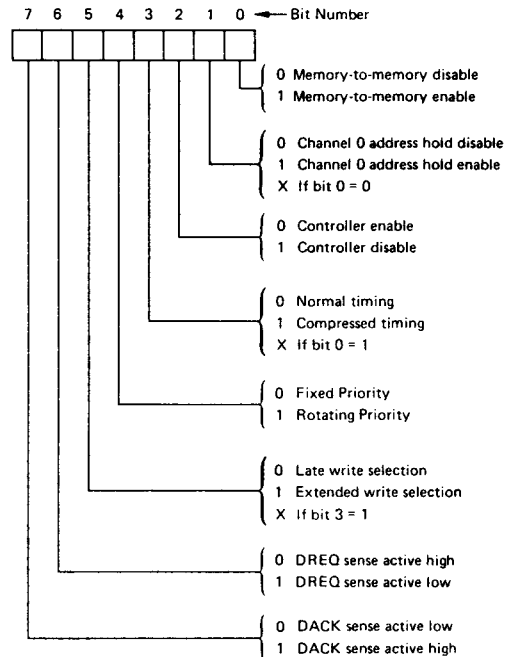 7 6 5 4 3 2 1 0 Bit Number
0 Memory-to-memory disable
1 Memory-to-memory enable
0 Channel 0 address hold disable
1 Channel 0 address hold enable
X If bit 0 = 0
0 Controller enable
1 Controller disable
0 Normal timing
1 Compressed timing
X If bit 0 = 1
0 Fixed Priority
1 Rotating Priority
0 Late write selection
1 Extended write selection
X If bit 3 = 1
0 DREQ sense active high
1 DREQ sense active low
0 DACK sense active low
1 DACK sense active high